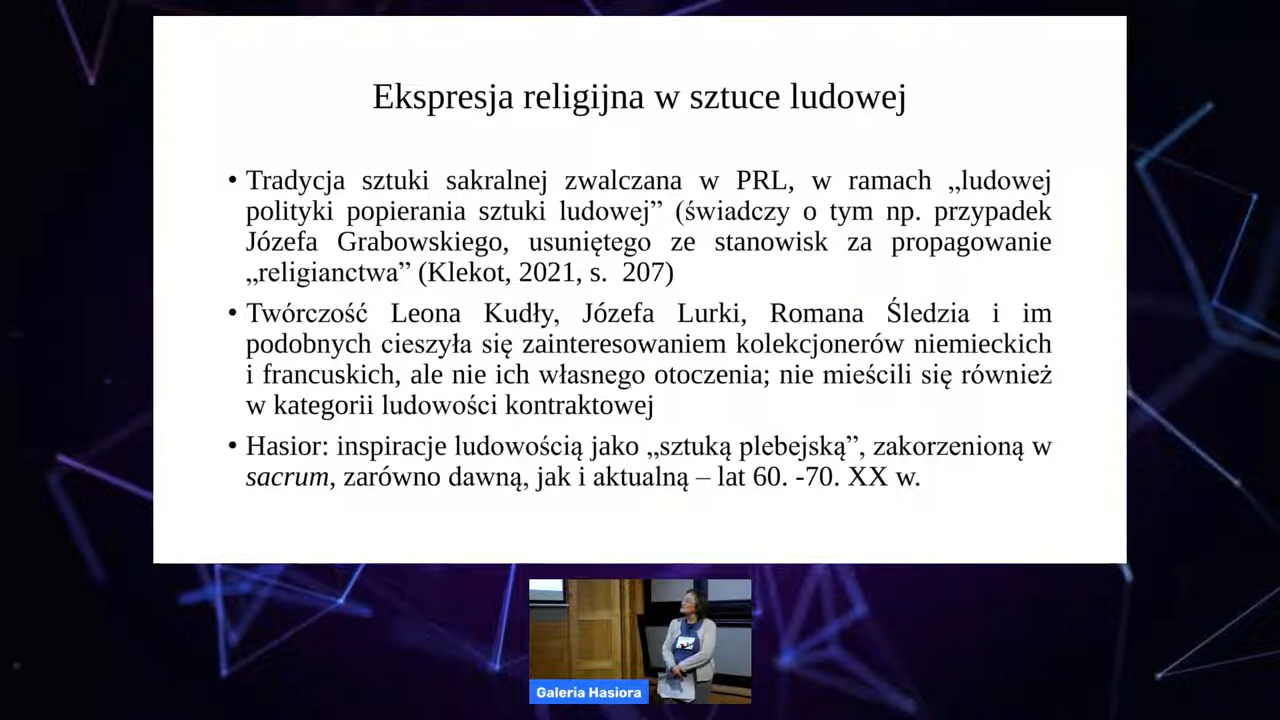 Ekspresja religijna w sztuce ludowej
• Tradycja sztuki sakralnej zwalczana w PRL, w ramach „ludowej
polityki popierania sztuki ludowej” (świadczy o tym np. przypadek
Józefa Grabowskiego, usuniętego ze stanowisk za propagowanie
„religianctwa” (Klekot, 2021, s. 207)
• Twórczość Leona Kudły, Józefa Lurki, Romana Śledzia i im
podobnych cieszyła się zainteresowaniem kolekcjonerów niemieckich
i francuskich, ale nie ich własnego otoczenia; nie mieścili się również
w kategorii ludowości kontraktowej
• Hasior: inspiracje ludowością jako „sztuką plebejską”, zakorzenioną w
sacrum, zarówno dawną, jak i aktualną – lat 60. -70. XX w.
Galeria Hasiora